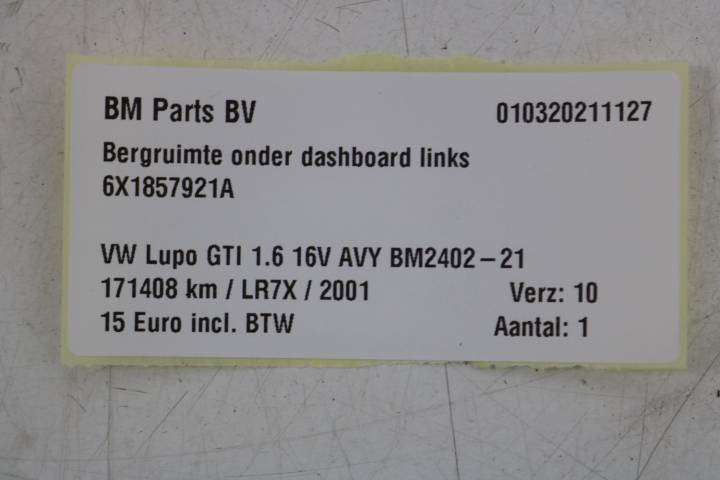 BM Parts BV 010320211127
Bergruimte onder dashboard links
6X1857921A
VW Lupo GTI 1.6 16V AVY BM2402-21
171408 km / LR7X / 2001 Verz: 10
15 Euro incl. BTW Aantal: 1